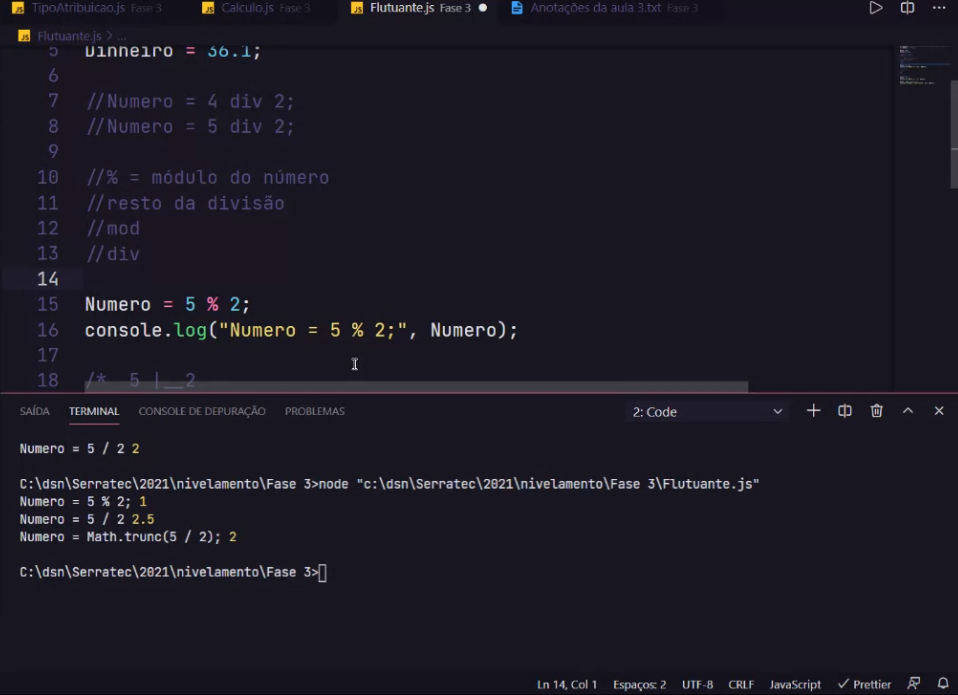 JS TipoAtribuicao.js Fase 3 JS Calculo.js Fase 3 JS Flutuante.js Fase 3 Anotações da aula 3.txt Fase 3
JS Flutuante.js > ...
5 Dinheiro = 36.1;
6
7 //Numero = 4 div 2;
8 //Numero = 5 div 2;
9
10 //% = módulo do número
11 //resto da divisão
12 //mod
13 //div
14
15 Numero = 5 % 2;
16 console.log("Numero = 5 % 2;", Numero);
17
18 /* 5 |__2
SAÍDA TERMINAL CONSOLE DE DEPURAÇÃO PROBLEMAS 2: Code
Numero = 5 / 2 2
C:\dsn\Serratec\2021\nivelamento\Fase 3>node "c:\dsn\Serratec\2021\nivelamento\Fase 3\Flutuante.js"
Numero = 5 % 2; 1
Numero = 5 / 2 2.5
Numero = Math.trunc(5 / 2); 2
C:\dsn\Serratec\2021\nivelamento\Fase 3>
Ln 14, Col 1 Espaços: 2 UTF-8 CRLF JavaScript Prettier